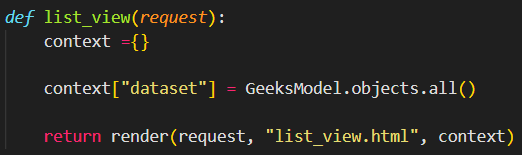 def list_view(request):
    context ={}
    context["dataset"] = GeeksModel.objects.all()
    return render(request, "list_view.html", context)